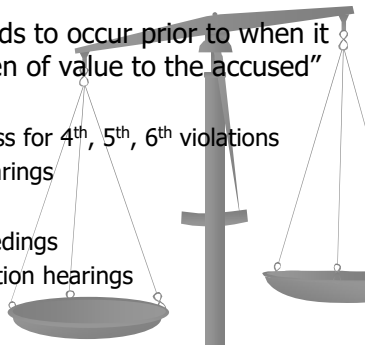 ds to occur prior to when it
en of value to the accused”
ss for 4th, 5th, 6th violations
arings
edings
tion hearings